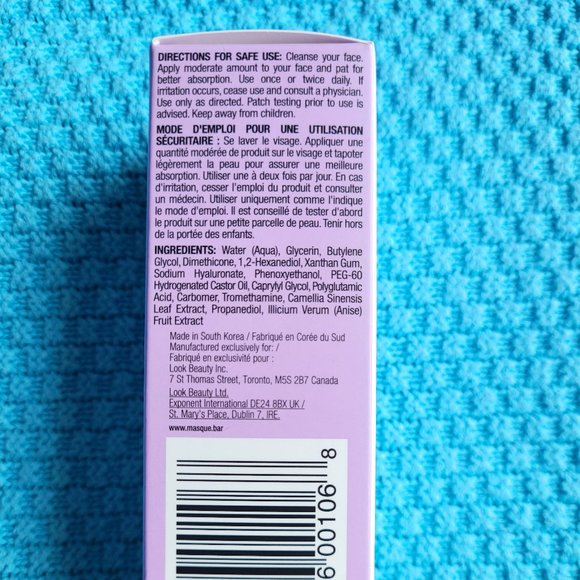 DIRECTIONS FOR SAFE USE: Cleanse your face.
Apply moderate amount to your face and pat for
better absorption. Use once or twice daily. If
irritation occurs, cease use and consult a physician.
Use only as directed. Patch testing prior to use is
advised. Keep away from children.
MODE D'EMPLOI POUR UNE UTILISATION
SÉCURITAIRE : Se laver le visage. Appliquer une
quantité modérée de produit sur le visage et tapoter
légèrement la peau pour assurer une meilleure
absorption. Utiliser une à deux fois par jour. En cas
d'irritation, cesser l'emploi du produit et consulter
un médecin. Utiliser uniquement comme l'indique
le mode d'emploi. Il est conseillé de tester d'abord
le produit sur une petite parcelle de peau. Tenir hors
de la portée des enfants.
INGREDIENTS: Water (Aqua), Glycerin, Butylene
Glycol, Dimethicone, 1,2-Hexanediol, Xanthan Gum,
Sodium Hyaluronate, Phenoxyethanol, PEG-60
Hydrogenated Castor Oil, Caprylyl Glycol, Polyglutamic
Acid, Carbomer, Tromethamine, Camellia Sinensis
Leaf Extract, Propanediol, Illicium Verum (Anise)
Fruit Extract
Made in South Korea / Fabriqué en Corée du Sud
Manufactured exclusively for: /
Fabriqué en exclusivité pour :
Look Beauty Inc.
7 St Thomas Street, Toronto, M5S 2B7 Canada
Look Beauty Ltd.
Exponent International DE24 8BX UK /
St. Mary's Place, Dublin 7, IRE.
www.masque.bar
6 00106 8